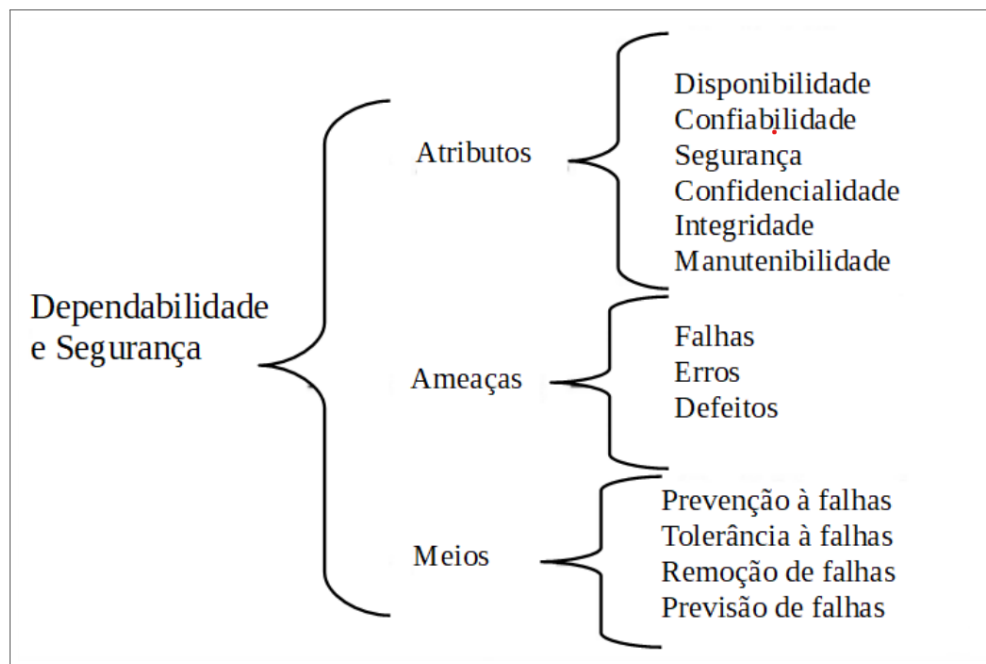 Dependabilidade
e Segurança
Atributos
Disponibilidade
Confiabilidade
Segurança
Confidencialidade
Integridade
Manutenibilidade
Ameaças
Falhas
Erros
Defeitos
Meios
Prevenção à falhas
Tolerância à falhas
Remoção de falhas
Previsão de falhas